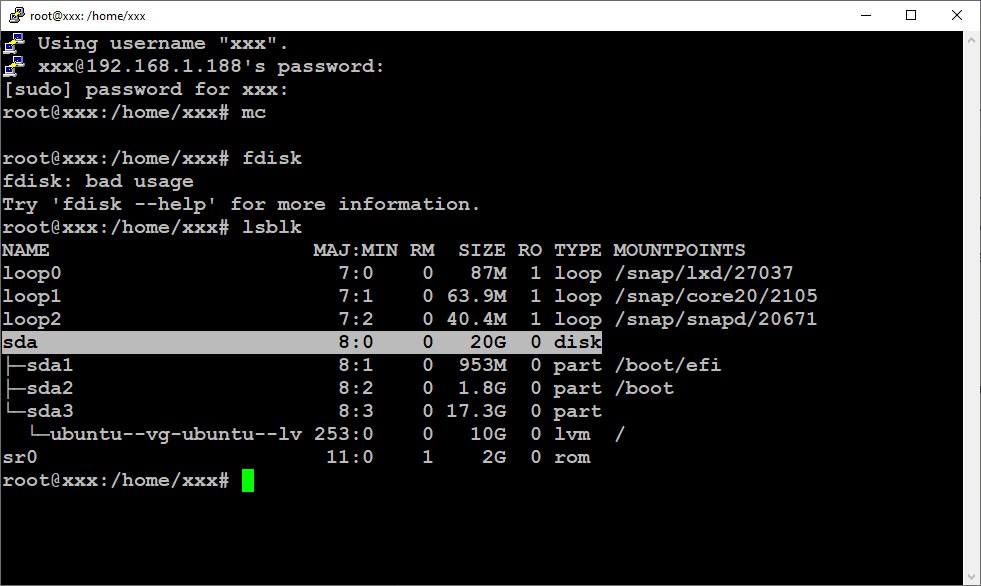 root@xxx: /home/xxx
Using username "xxx".
xxx@192.168.1.188's password:
[sudo] password for xxx:
root@xxx:/home/xxx# mc
root@xxx:/home/xxx# fdisk
fdisk: bad usage
Try 'fdisk --help' for more information.
root@xxx:/home/xxx# lsblk
NAME                      MAJ:MIN RM  SIZE RO TYPE MOUNTPOINTS
loop0                       7:0    0   87M  1 loop /snap/lxd/27037
loop1                       7:1    0 63.9M  1 loop /snap/core20/2105
loop2                       7:2    0 40.4M  1 loop /snap/snapd/20671
sda                         8:0    0   20G  0 disk
├─sda1                      8:1    0  953M  0 part /boot/efi
├─sda2                      8:2    0  1.8G  0 part /boot
└─sda3                      8:3    0 17.3G  0 part
  └─ubuntu--vg-ubuntu--lv 253:0    0   10G  0 lvm  /
sr0                        11:0    1    2G  0 rom
root@xxx:/home/xxx#